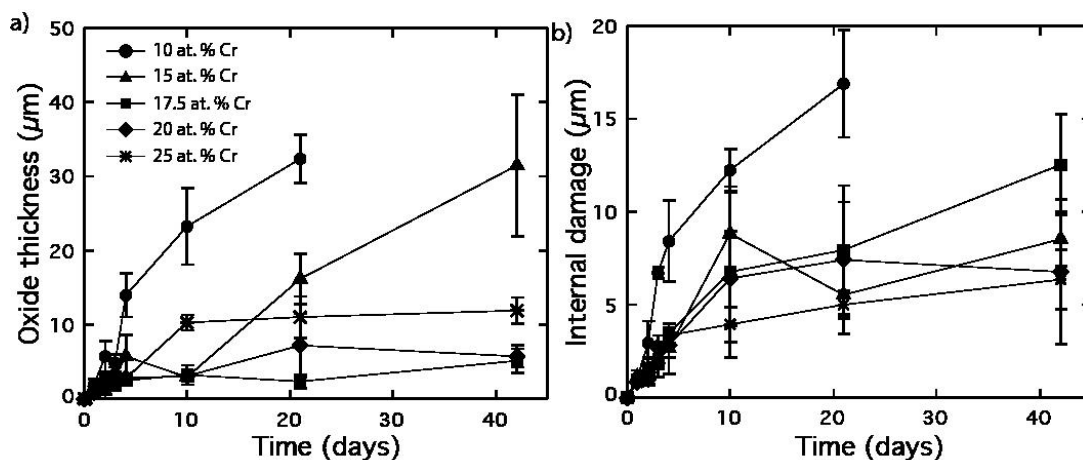 a)
50
40
30
20
10
0
Oxide thickness (μm)
10 at. % Cr
15 at. % Cr
17.5 at. % Cr
20 at. % Cr
25 at. % Cr
0 10 20 30 40
Time (days)
b)
20
15
10
5
0
Internal damage (μm)
0 10 20 30 40
Time (days)